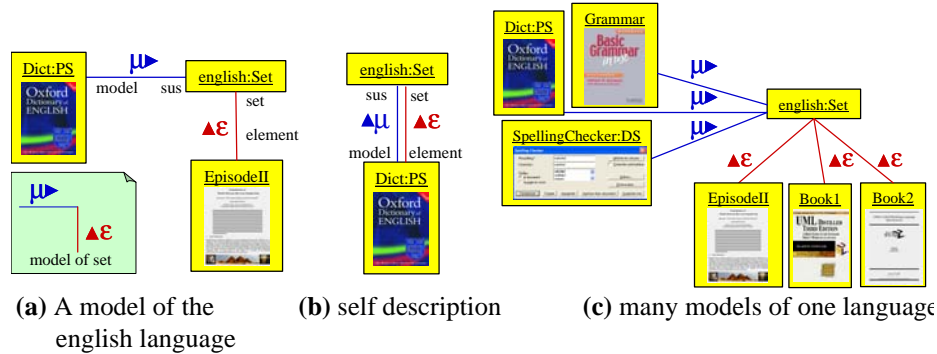 Dict:PS
Oxford
Dictionary of
ENGLISH
μ▶
model
sus
english:Set
set
▲ε
element
EpisodeII
μ▶
▲ε
model of set
(a) A model of the
english language
english:Set
sus
set
▲μ
▲ε
model
element
Dict:PS
Oxford
Dictionary of
ENGLISH
(b) self description
Dict:PS
Oxford
Dictionary of
ENGLISH
Grammar
Basic
Grammar
in use
μ▶
μ▶
μ▶
english:Set
SpellingChecker:DS
▲ε
▲ε
▲ε
EpisodeII
Book1
UML DISTILLED
THIRD EDITION
Book2
(c) many models of one language